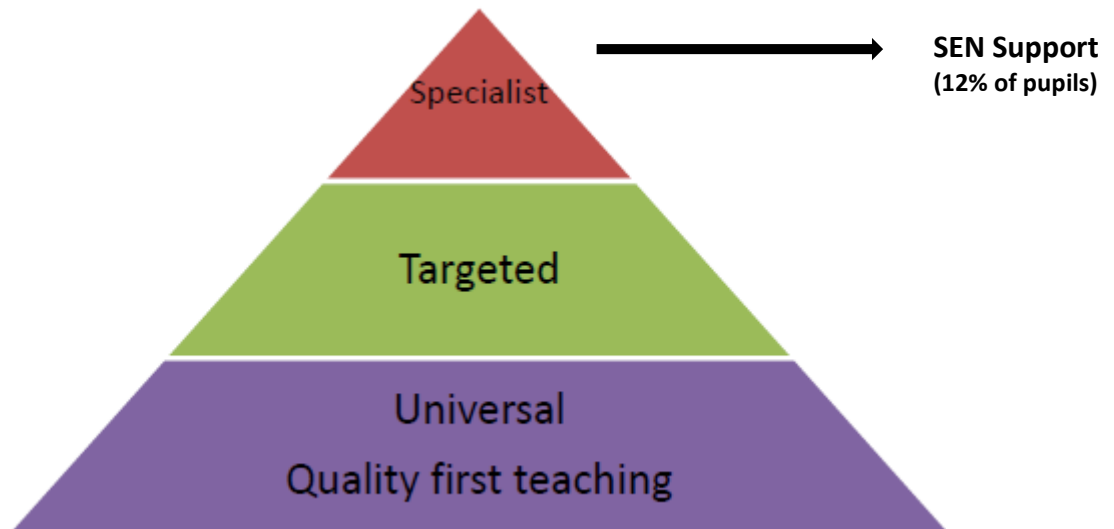 SEN Support
(12% of pupils)
Specialist
Targeted
Universal
Quality first teaching